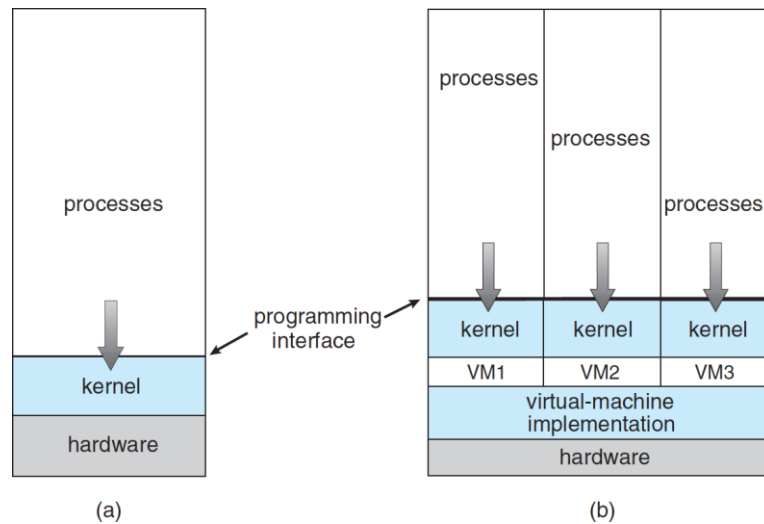 processes
kernel
hardware
(a)
programming
interface
processes
processes
processes
kernel
kernel
kernel
VM1
VM2
VM3
virtual-machine
implementation
hardware
(b)